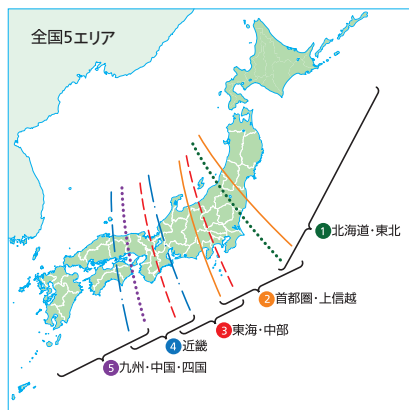 全国5エリア
1北海道・東北
2首都圏・上信越
3東海・中部
4近畿
5九州・中国・四国